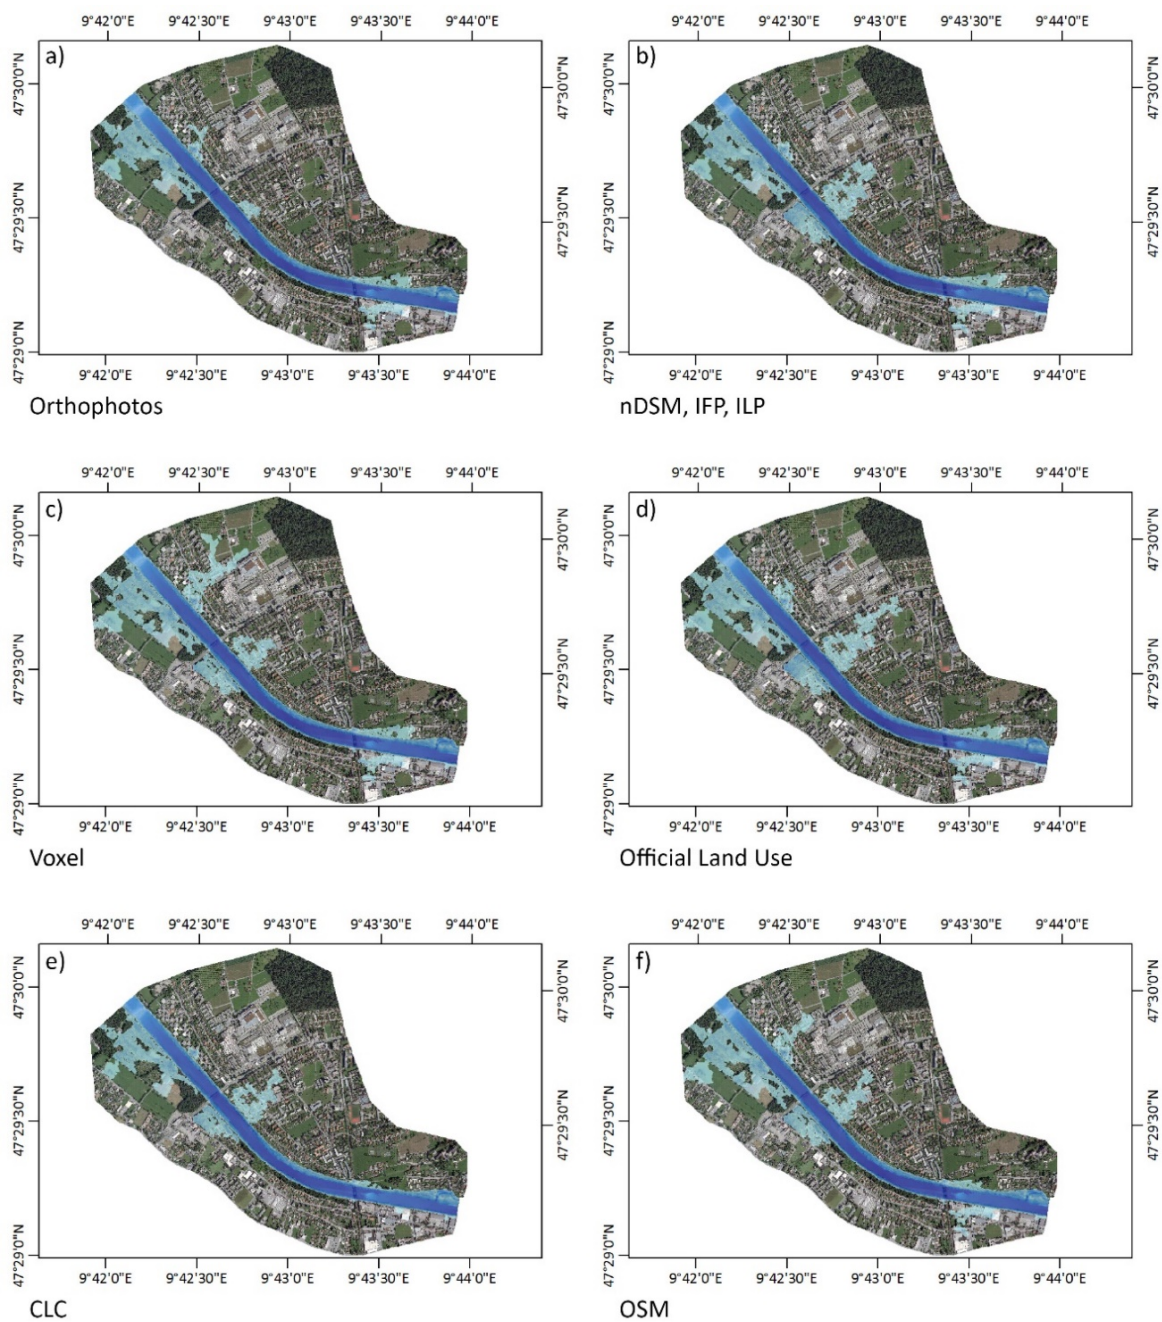 9°42'0"E 9°42'30"E 9°43'0"E 9°43'30"E 9°44'0"E
a)
47°30'0"N 47°29'30"N 47°29'0"N
47°30'0"N 47°29'30"N
9°42'0"E 9°42'30"E 9°43'0"E 9°43'30"E 9°44'0"E
Orthophotos
9°42'0"E 9°42'30"E 9°43'0"E 9°43'30"E 9°44'0"E
b)
47°30'0"N 47°29'30"N 47°29'0"N
47°30'0"N 47°29'30"N
9°42'0"E 9°42'30"E 9°43'0"E 9°43'30"E 9°44'0"E
nDSM, IFP, ILP
9°42'0"E 9°42'30"E 9°43'0"E 9°43'30"E 9°44'0"E
c)
47°30'0"N 47°29'30"N 47°29'0"N
47°30'0"N 47°29'30"N
9°42'0"E 9°42'30"E 9°43'0"E 9°43'30"E 9°44'0"E
Voxel
9°42'0"E 9°42'30"E 9°43'0"E 9°43'30"E 9°44'0"E
d)
47°30'0"N 47°29'30"N 47°29'0"N
47°30'0"N 47°29'30"N
9°42'0"E 9°42'30"E 9°43'0"E 9°43'30"E 9°44'0"E
Official Land Use
9°42'0"E 9°42'30"E 9°43'0"E 9°43'30"E 9°44'0"E
e)
47°30'0"N 47°29'30"N 47°29'0"N
47°30'0"N 47°29'30"N
9°42'0"E 9°42'30"E 9°43'0"E 9°43'30"E 9°44'0"E
CLC
9°42'0"E 9°42'30"E 9°43'0"E 9°43'30"E 9°44'0"E
f)
47°30'0"N 47°29'30"N 47°29'0"N
47°30'0"N 47°29'30"N
9°42'0"E 9°42'30"E 9°43'0"E 9°43'30"E 9°44'0"E
OSM